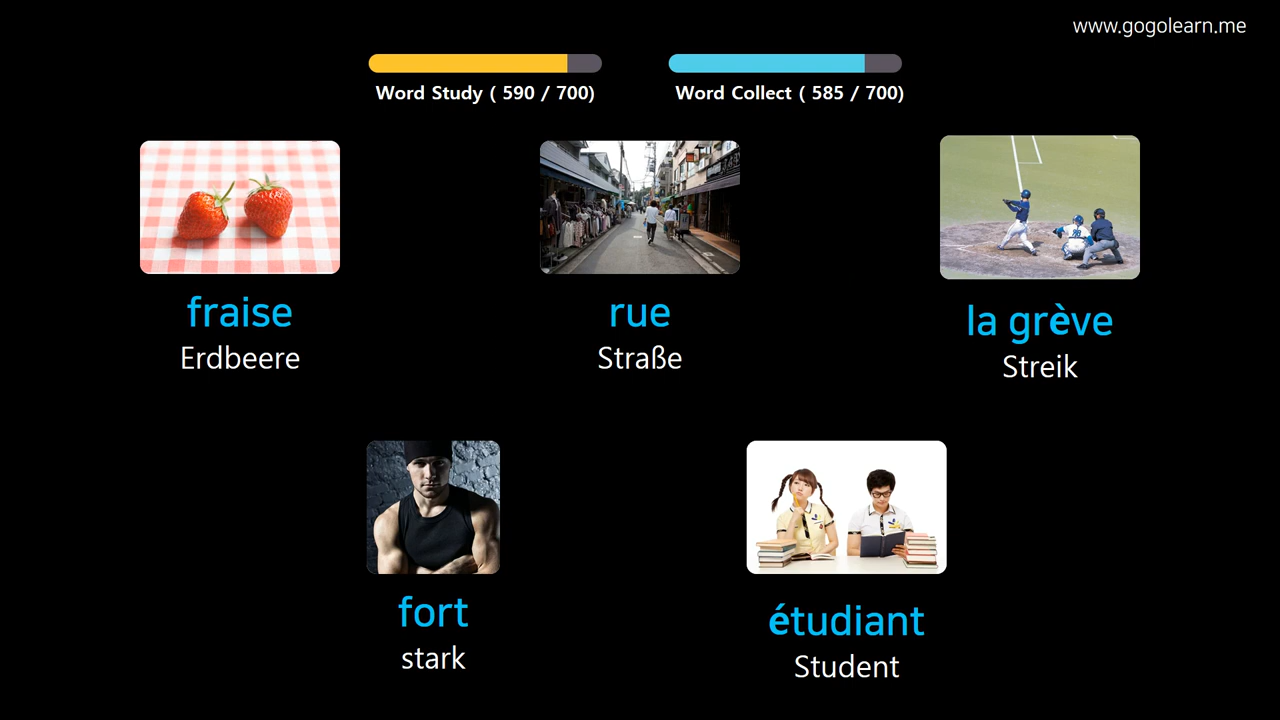 www.gogolearn.me
Word Study ( 590 / 700)
Word Collect ( 585 / 700)
fraise
Erdbeere
rue
Straße
la grève
Streik
fort
stark
étudiant
Student